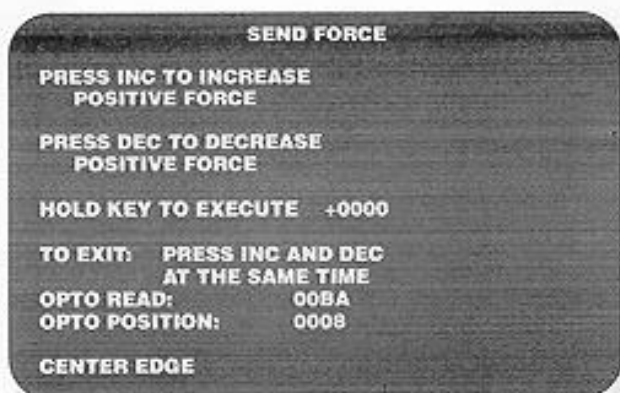 SEND FORCE
PRESS INC TO INCREASE
POSITIVE FORCE
PRESS DEC TO DECREASE
POSITIVE FORCE
HOLD KEY TO EXECUTE +0000
TO EXIT: PRESS INC AND DEC
AT THE SAME TIME
OPTO READ: 00BA
OPTO POSITION: 0008
CENTER EDGE